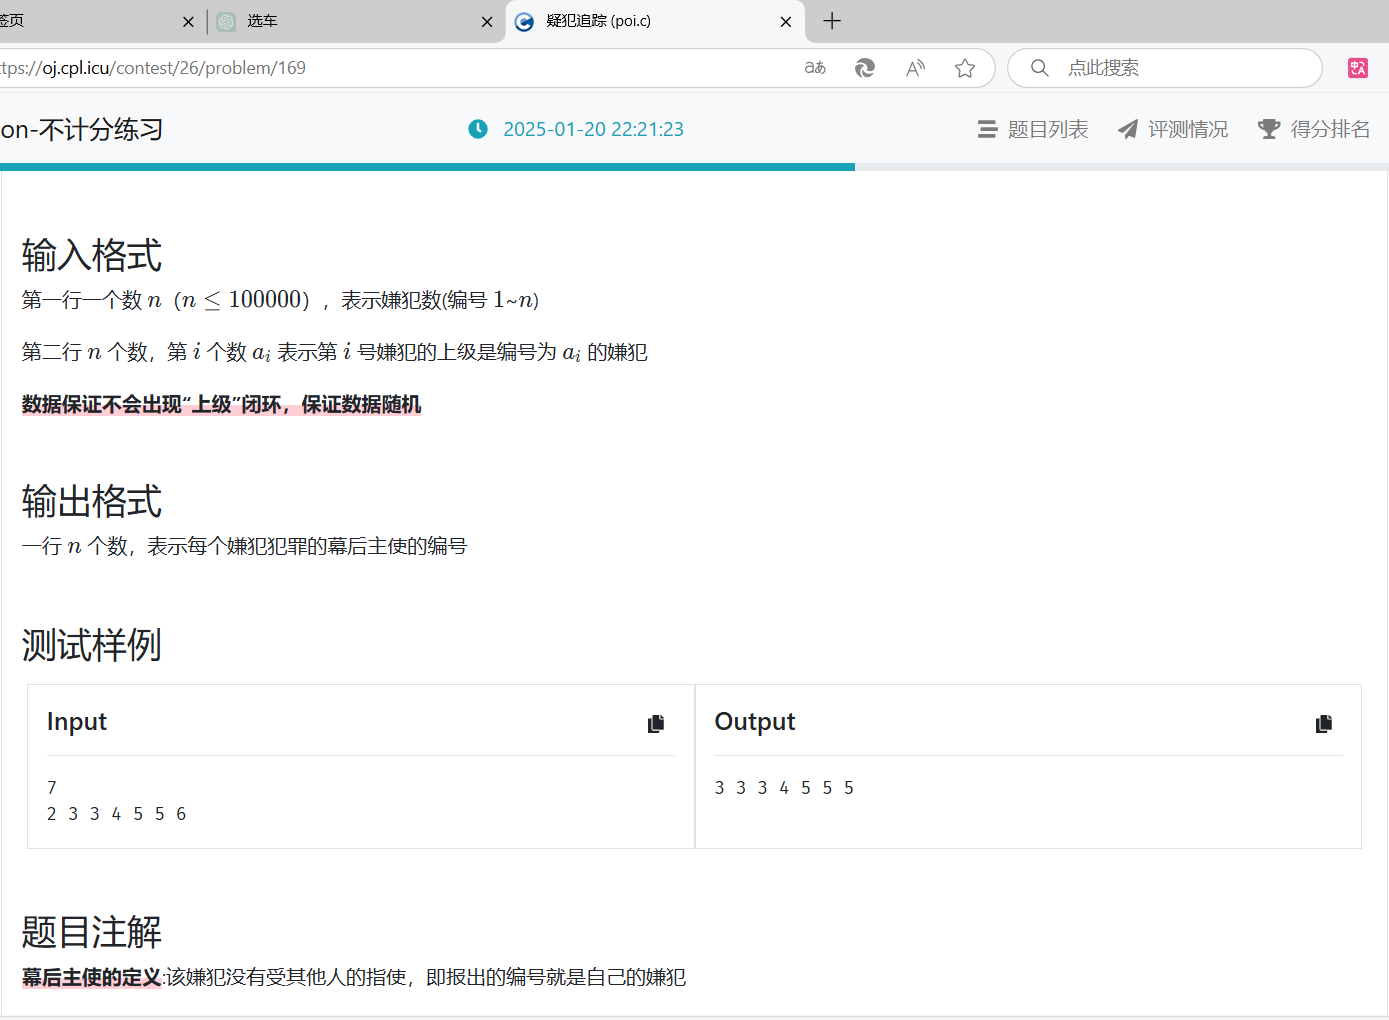 签页
选车
疑犯追踪 (poi.c)
tps://oj.cpl.icu/contest/26/problem/169
aあ
A
点此搜索
中A
on-不计分练习
2025-01-20 22:21:23
题目列表
评测情况
得分排名
输入格式
第一行一个数 n（n ≤ 100000），表示嫌犯数(编号 1~n)
第二行 n 个数，第 i 个数 aᵢ 表示第 i 号嫌犯的上级是编号为 aᵢ 的嫌犯
数据保证不会出现“上级”闭环，保证数据随机
输出格式
一行 n 个数，表示每个嫌犯犯罪的幕后主使的编号
测试样例
Input
7
2 3 3 4 5 5 6
Output
3 3 3 4 5 5 5
题目注解
幕后主使的定义:该嫌犯没有受其他人的指使，即报出的编号就是自己的嫌犯